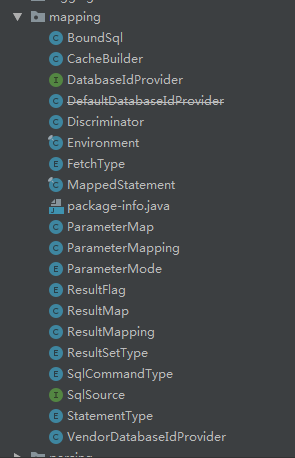 mapping
BoundSql
CacheBuilder
DatabaseIdProvider
DefaultDatabaseIdProvider
Discriminator
Environment
FetchType
MappedStatement
package-info.java
ParameterMap
ParameterMapping
ParameterMode
ResultFlag
ResultMap
ResultMapping
ResultSetType
SqlCommandType
SqlSource
StatementType
VendorDatabaseIdProvider